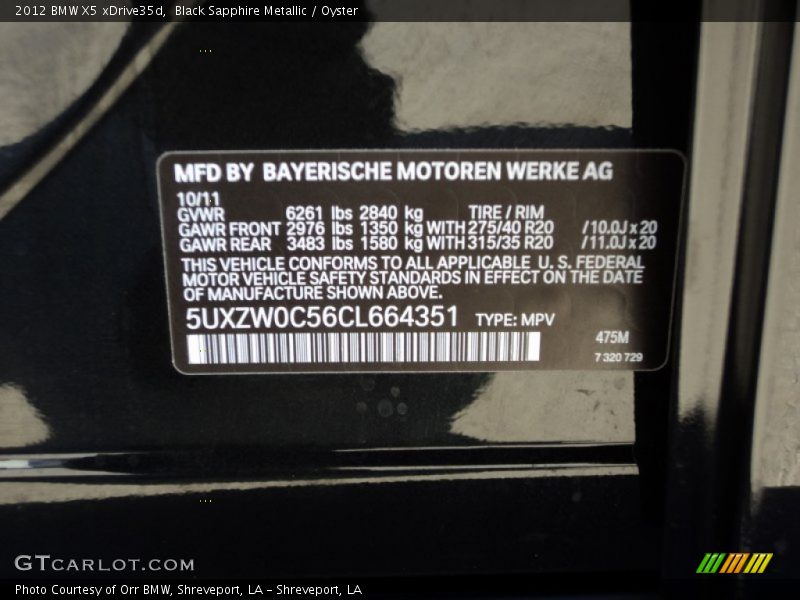 2012 BMW X5 xDrive35d, Black Sapphire Metallic / Oyster
MFD BY BAYERISCHE MOTOREN WERKE AG
10/11
GVWR 6261 lbs 2840 kg TIRE / RIM
GAWR FRONT 2976 lbs 1350 kg WITH 275/40 R20 /10.0J x 20
GAWR REAR 3483 lbs 1580 kg WITH 315/35 R20 /11.0J x 20
THIS VEHICLE CONFORMS TO ALL APPLICABLE U.S. FEDERAL
MOTOR VEHICLE SAFETY STANDARDS IN EFFECT ON THE DATE
OF MANUFACTURE SHOWN ABOVE.
5UXZW0C56CL664351 TYPE: MPV
475M
7 320 729
GTCARLOT.COM
Photo Courtesy of Orr BMW, Shreveport, LA – Shreveport, LA